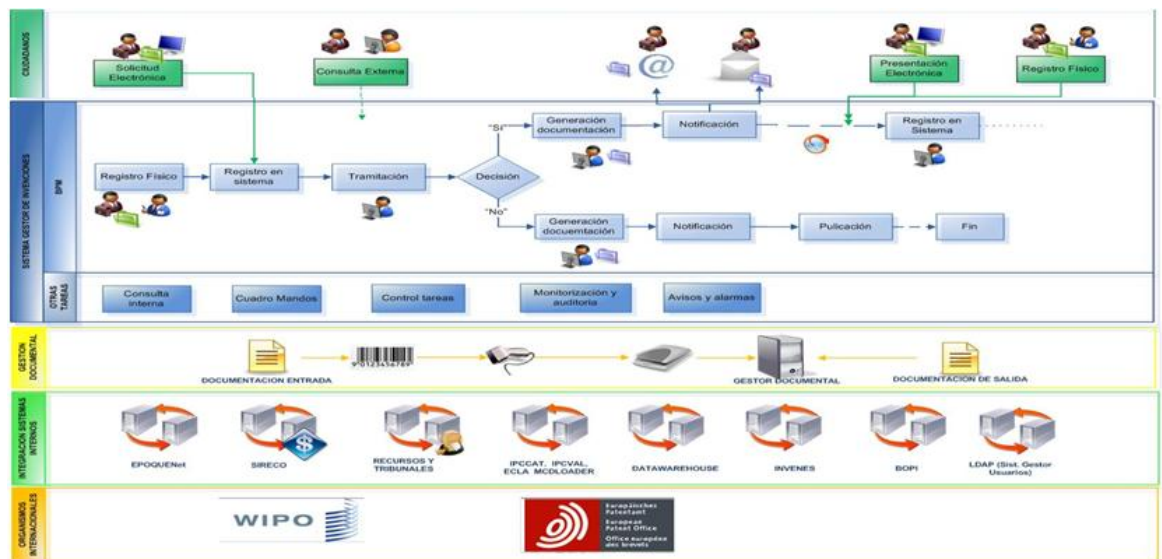 CIUDADANOS
Solicitud
Electrónica
Consulta Externa
@
Presentación
Electrónica
Registro Físico
SISTEMA GESTOR DE INVENCIONES
BPM
Registro Físico
Registro en
sistema
Tramitación
Decisión
"Sí"
Generación
documentación
Notificación
Registro en
Sistema
"No"
Generación
docuemtación
Notificación
Pulicación
Fin
OTRAS
TAREAS
Consulta
interna
Cuadro Mandos
Control tareas
Monitorización y
auditoria
Avisos y alarmas
GESTION
DOCUMENTAL
DOCUMENTACION ENTRADA
9 0123456789
GESTOR DOCUMENTAL
DOCUMENTACION DE SALIDA
INTEGRACION SISTEMAS
INTERNOS
EPOQUENet
$
SIRECO
RECURSOS Y
TRIBUNALES
IPCCAT, IPCVAL,
ECLA MCDLOADER
DATAWAREHOUSE
INVENES
BOPI
LDAP (Sist. Gestor
Usuarios)
ORGANISMOS
INTERNACIONALES
WIPO
Europäisches
Patentamt
European
Patent Office
Office européen
des brevets